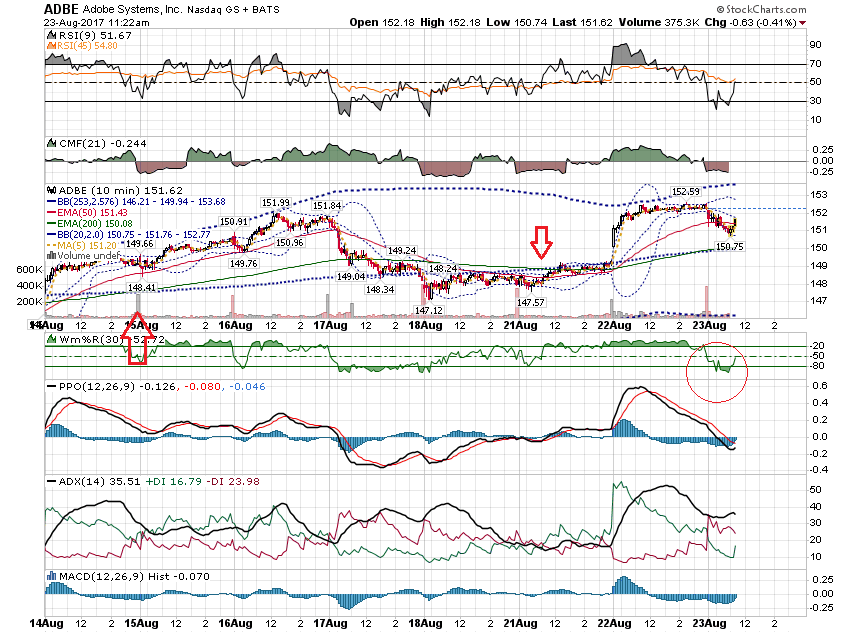 ADBE Adobe Systems, Inc. Nasdaq GS + BATS © StockCharts.com
23-Aug-2017 11:22am Open 152.18 High 152.18 Low 150.74 Last 151.62 Volume 375.3K Chg -0.63 (-0.41%)
RSI(9) 51.67
RSI(45) 54.80
90
70
50
30
10
CMF(21) -0.244
0.25
0.00
-0.25
ADBE (10 min) 151.62
BB(253,2.576) 146.21 - 149.94 - 153.68
EMA(50) 151.43
EMA(200) 150.08
BB(20,2.0) 150.75 - 151.76 - 152.77
MA(5) 151.20
Volume undef
149.66
148.41
150.91
149.76
151.99
150.96
151.84
149.04
148.34
149.24
148.24
147.12
147.57
152.59
150.75
153
152
151
150
149
148
147
600K
400K
200K
14Aug 12 2 15Aug 12 2 16Aug 12 2 17Aug 12 2 18Aug 12 2 21Aug 12 2 22Aug 12 2 23Aug 12 2
Wm%R(30)
-20
-50
-80
PPO(12,26,9) -0.126, -0.080, -0.046
0.6
0.4
0.2
0.0
-0.2
-0.4
ADX(14) 35.51 +DI 16.79 -DI 23.98
50
40
30
20
10
MACD(12,26,9) Hist -0.070
0.25
0.00
-0.25
14Aug 12 2 15Aug 12 2 16Aug 12 2 17Aug 12 2 18Aug 12 2 21Aug 12 2 22Aug 12 2 23Aug 12 2